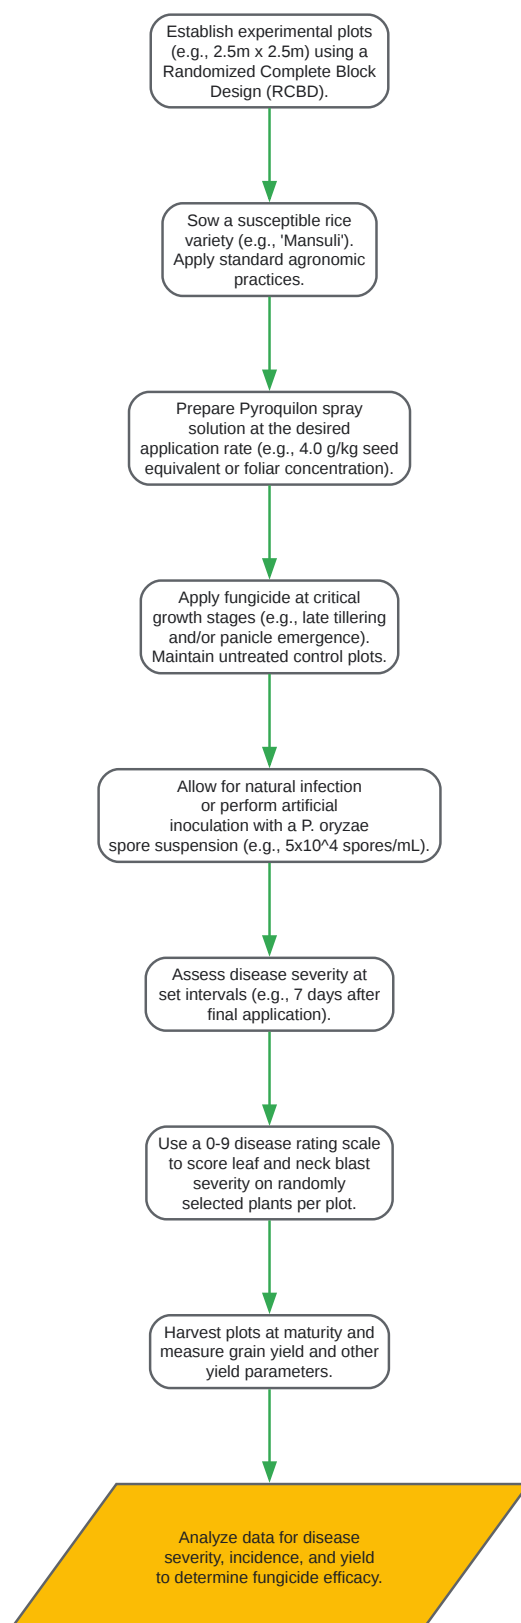 Establish experimental plots
(e.g., 2.5m x 2.5m) using a
Randomized Complete Block
Design (RCBD).
Sow a susceptible rice
variety (e.g., 'Mansuli').
Apply standard agronomic
practices.
Prepare Pyroquilon spray
solution at the desired
application rate (e.g., 4.0 g/kg seed
equivalent or foliar concentration).
Apply fungicide at critical
growth stages (e.g., late tillering
and/or panicle emergence).
Maintain untreated control plots.
Allow for natural infection
or perform artificial
inoculation with a P. oryzae
spore suspension (e.g., 5x10^4 spores/mL).
Assess disease severity at
set intervals (e.g., 7 days after
final application).
Use a 0-9 disease rating scale
to score leaf and neck blast
severity on randomly
selected plants per plot.
Harvest plots at maturity and
measure grain yield and other
yield parameters.
Analyze data for disease
severity, incidence, and yield
to determine fungicide efficacy.